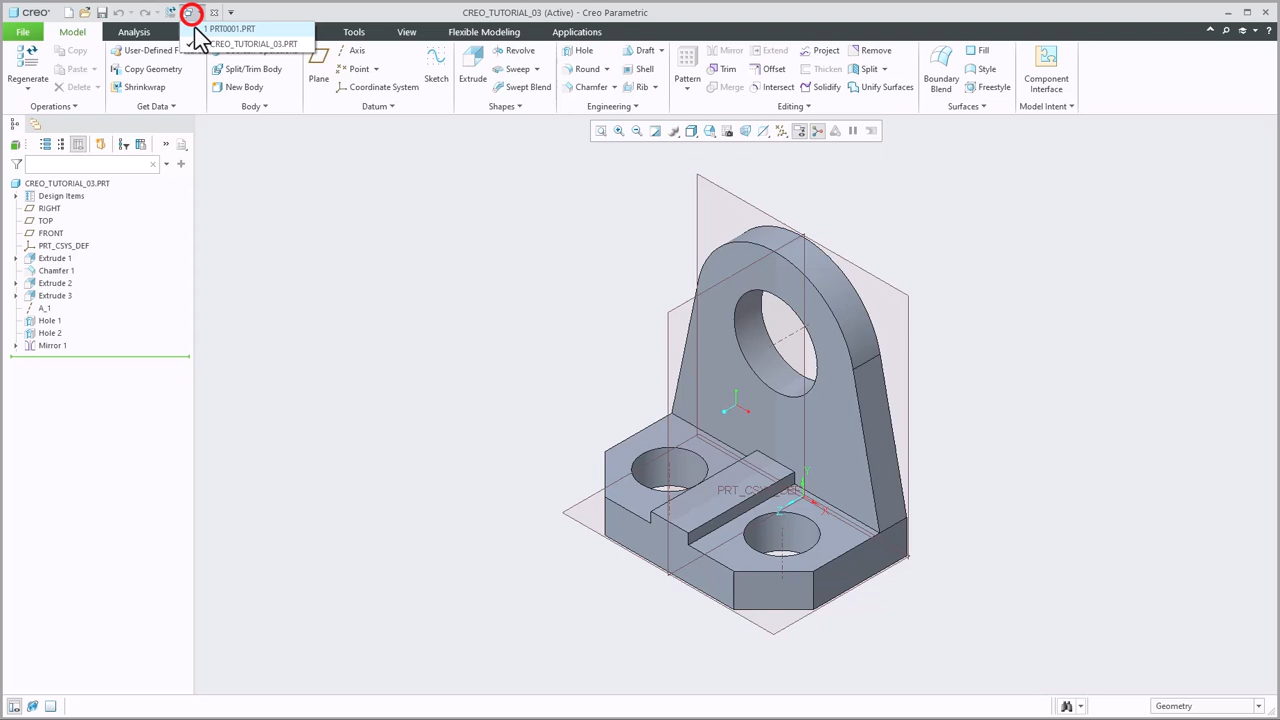 creo
CREO_TUTORIAL_03 (Active) - Creo Parametric
1 PRT0001.PRT
CREO_TUTORIAL_03.PRT
File
Model
Analysis
Tools
View
Flexible Modeling
Applications
Regenerate
Copy
Paste
Delete
Operations
User-Defined F
Copy Geometry
Shrinkwrap
Get Data
Split/Trim Body
New Body
Body
Plane
Axis
Point
Coordinate System
Datum
Sketch
Extrude
Revolve
Sweep
Swept Blend
Shapes
Hole
Round
Chamfer
Draft
Shell
Rib
Engineering
Pattern
Mirror
Trim
Merge
Extend
Offset
Intersect
Project
Thicken
Solidify
Remove
Split
Unify Surfaces
Editing
Boundary
Blend
Fill
Style
Freestyle
Surfaces
Component
Interface
Model Intent
CREO_TUTORIAL_03.PRT
Design Items
RIGHT
TOP
FRONT
PRT_CSYS_DEF
Extrude 1
Chamfer 1
Extrude 2
Extrude 3
A_1
Hole 1
Hole 2
Mirror 1
PRT_CSYS_DEF
Y
X
Z
Geometry